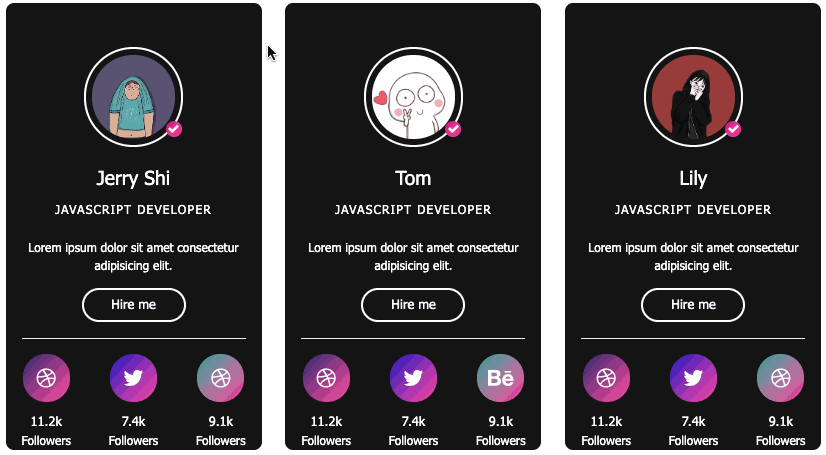 Jerry Shi
JAVASCRIPT DEVELOPER
Lorem ipsum dolor sit amet consectetur
adipisicing elit.
Hire me
11.2k
Followers
7.4k
Followers
9.1k
Followers
Tom
JAVASCRIPT DEVELOPER
Lorem ipsum dolor sit amet consectetur
adipisicing elit.
Hire me
Bē
11.2k
Followers
7.4k
Followers
9.1k
Followers
Lily
JAVASCRIPT DEVELOPER
Lorem ipsum dolor sit amet consectetur
adipisicing elit.
Hire me
11.2k
Followers
7.4k
Followers
9.1k
Followers